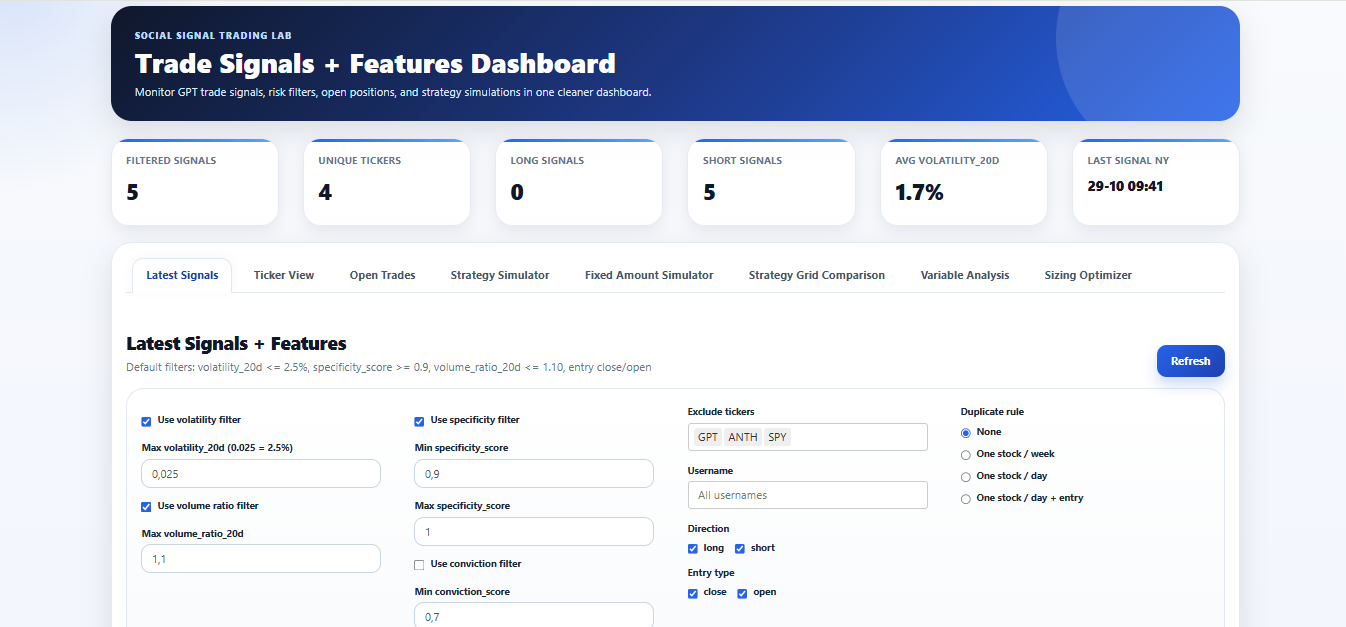 SOCIAL SIGNAL TRADING LAB
Trade Signals + Features Dashboard
Monitor GPT trade signals, risk filters, open positions, and strategy simulations in one cleaner dashboard.
FILTERED SIGNALS
5
UNIQUE TICKERS
4
LONG SIGNALS
0
SHORT SIGNALS
5
AVG VOLATILITY_20D
1.7%
LAST SIGNAL NY
29-10 09:41
Latest Signals
Ticker View
Open Trades
Strategy Simulator
Fixed Amount Simulator
Strategy Grid Comparison
Variable Analysis
Sizing Optimizer
Latest Signals + Features
Default filters: volatility_20d <= 2.5%, specificity_score >= 0.9, volume_ratio_20d <= 1.10, entry close/open
Refresh
Use volatility filter
Max volatility_20d (0.025 = 2.5%)
0,025
Use volume ratio filter
Max volume_ratio_20d
1,1
Use specificity filter
Min specificity_score
0,9
Max specificity_score
1
Use conviction filter
Min conviction_score
0,7
Exclude tickers
GPT ANTH SPY
Username
All usernames
Direction
long short
Entry type
close open
Duplicate rule
None
One stock / week
One stock / day
One stock / day + entry